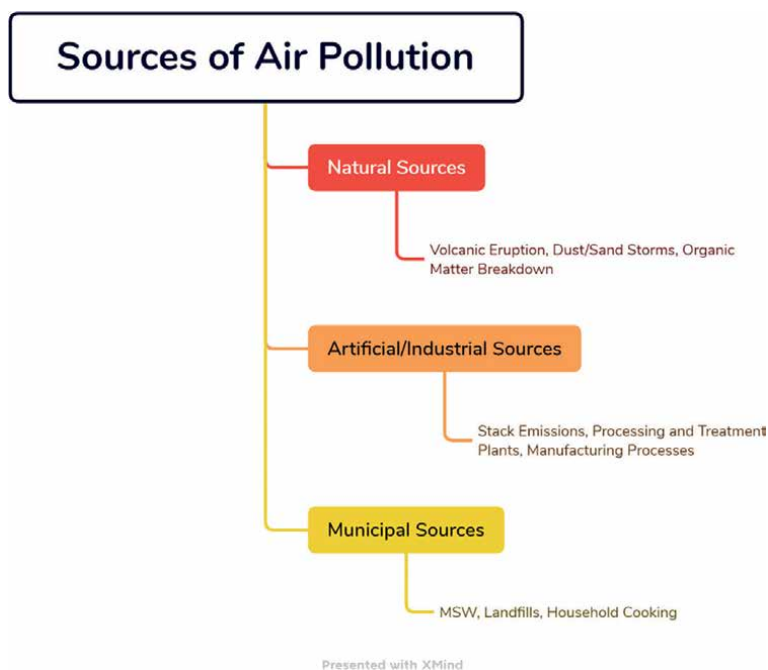 Sources of Air Pollution
Natural Sources
Volcanic Eruption, Dust/Sand Storms, Organic
Matter Breakdown
Artificial/Industrial Sources
Stack Emissions, Processing and Treatment
Plants, Manufacturing Processes
Municipal Sources
MSW, Landfills, Household Cooking
Presented with XMind